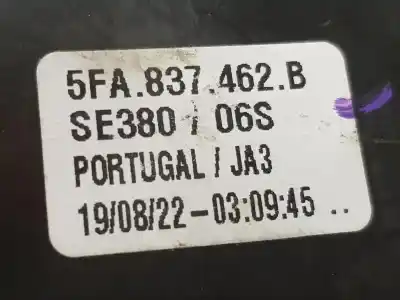 5FA.837.462.B
SE380 / 06S
PORTUGAL / JA3
19/08/22-03:09:45 ..